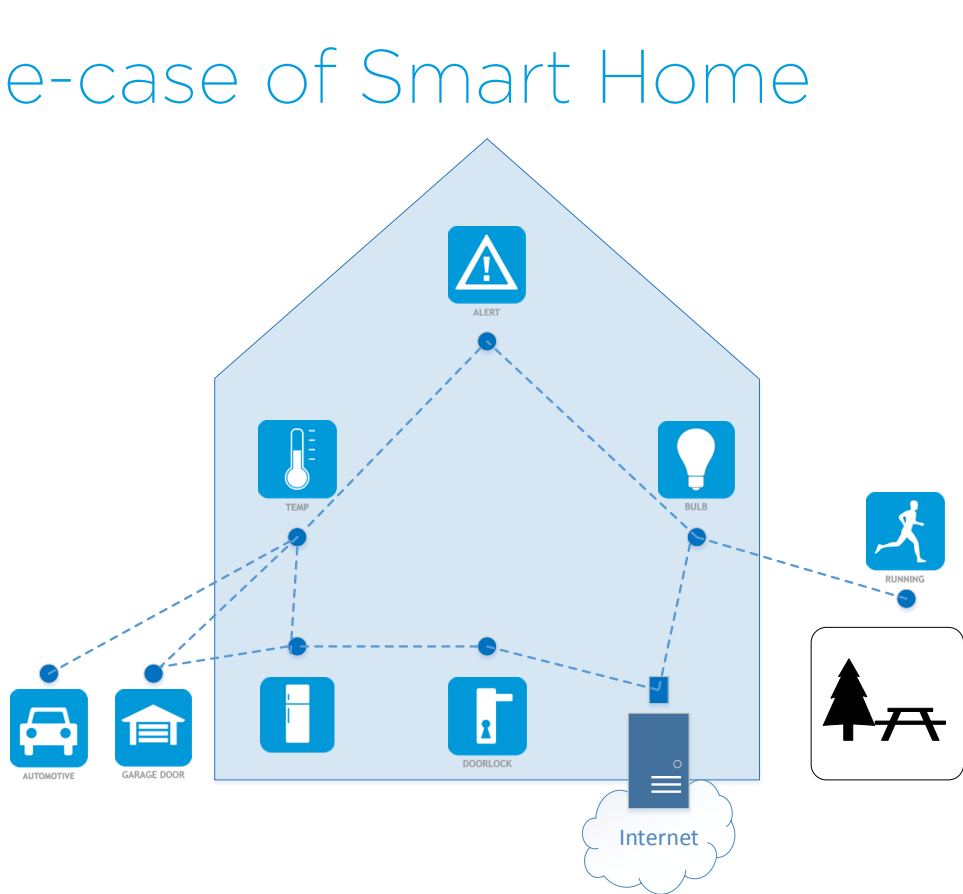 e-case of Smart Home
ALERT
TEMP
BULB
RUNNING
AUTOMOTIVE
GARAGE DOOR
DOORLOCK
Internet